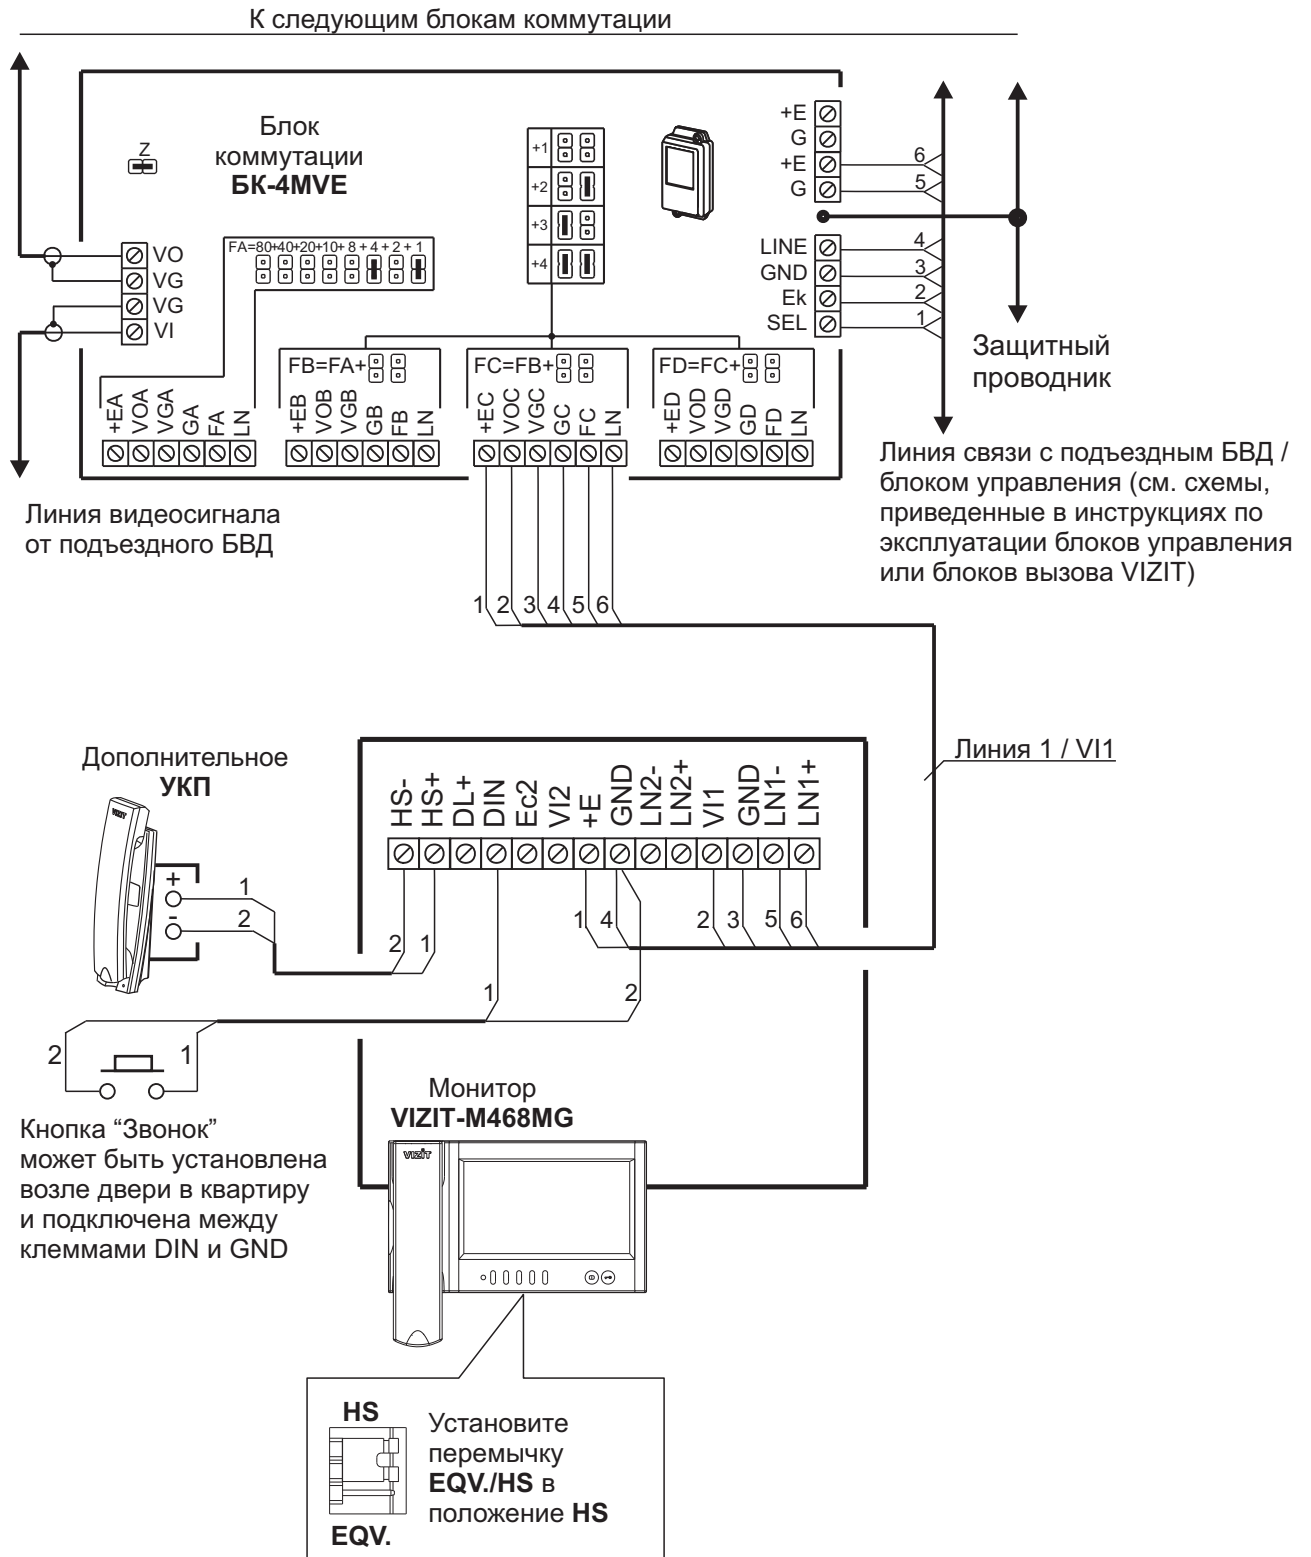 К следующим блокам коммутации
Z
Блок
коммутации
БК-4MVE
+1
+2
+3
+4
+E
G
+E
G
6
5
VO
VG
VG
VI
FA=80+40+20+10+ 8 + 4 + 2 + 1
LINE
GND
Ek
SEL
4
3
2
1
Защитный
проводник
FB=FA+
FC=FB+
FD=FC+
+EA
VOA
VGA
GA
FA
LN
+EB
VOB
VGB
GB
FB
LN
+EC
VOC
VGC
GC
FC
LN
+ED
VOD
VGD
GD
FD
LN
Линия видеосигнала
от подъездного БВД
Линия связи с подъездным БВД /
блоком управления (см. схемы,
приведенные в инструкциях по
эксплуатации блоков управления
или блоков вызова VIZIT)
1 2 3 4 5 6
Линия 1 / VI1
Дополнительное
УКП
VIZIT
+
-
1
2
HS-
HS+
DL+
DIN
Ec2
VI2
+E
GND
LN2-
LN2+
VI1
GND
LN1-
LN1+
2 1
1 4 2 3 5 6
1
2
2
1
Кнопка “Звонок”
может быть установлена
возле двери в квартиру
и подключена между
клеммами DIN и GND
Монитор
VIZIT-M468MG
VIZIT
HS
EQV.
Установите
перемычку
EQV./HS в
положение HS